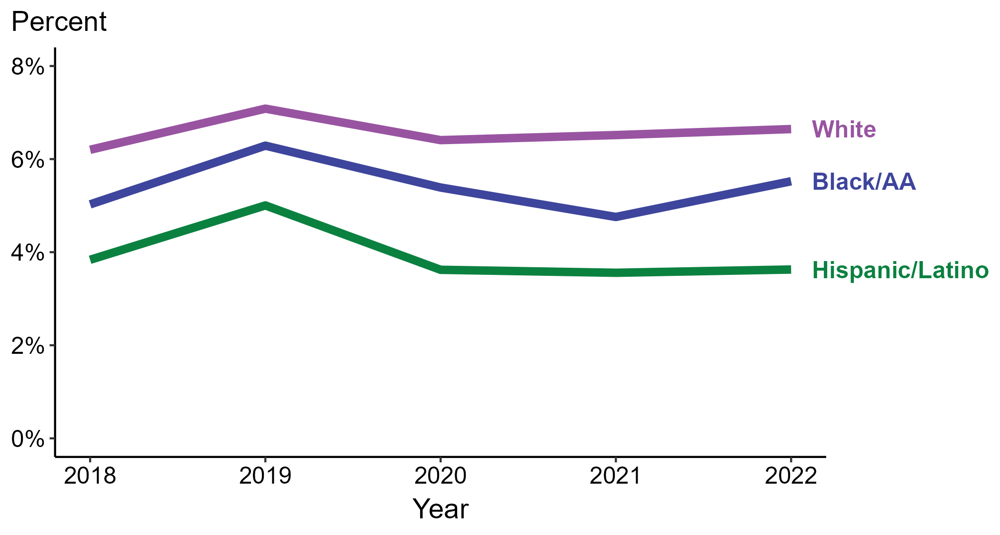 Percent
8%
6%
4%
2%
0%
White
Black/AA
Hispanic/Latino
2018 2019 2020 2021 2022
Year